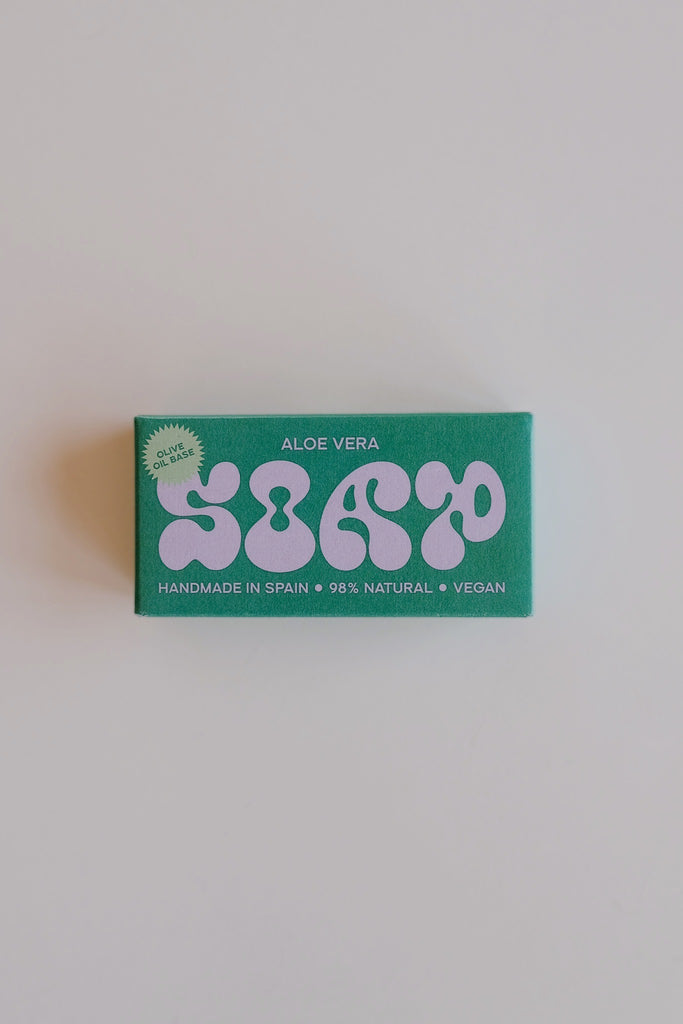 OLIVE
OIL BASE
ALOE VERA
SOAP
HANDMADE IN SPAIN • 98% NATURAL • VEGAN